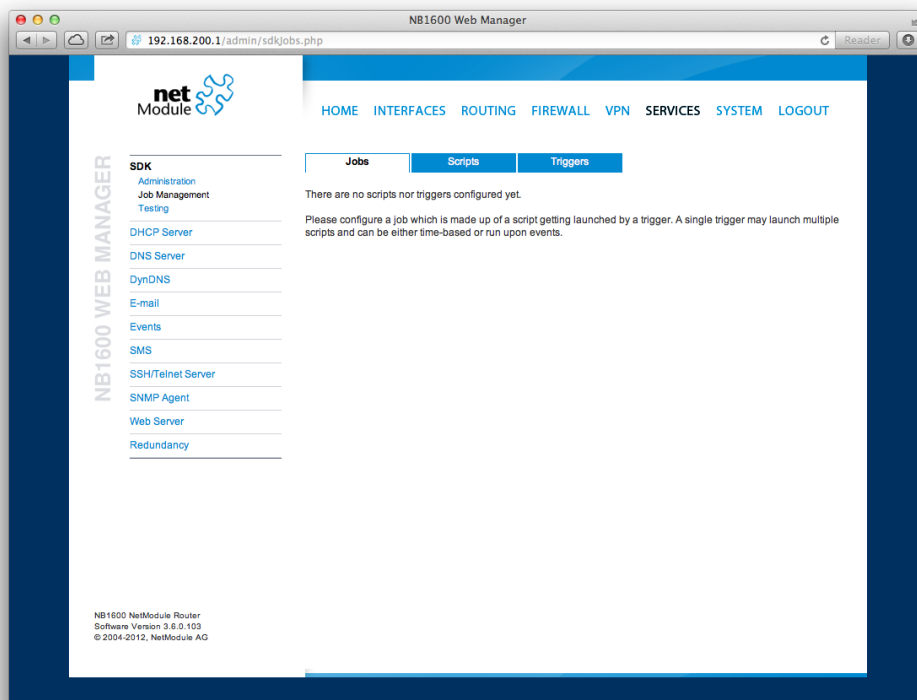 NB1600 Web Manager
192.168.200.1/admin/sdkJobs.php
Reader
net
Module
HOME INTERFACES ROUTING FIREWALL VPN SERVICES SYSTEM LOGOUT
NB1600 WEB MANAGER
SDK
Administration
Job Management
Testing
DHCP Server
DNS Server
DynDNS
E-mail
Events
SMS
SSH/Telnet Server
SNMP Agent
Web Server
Redundancy
Jobs Scripts Triggers
There are no scripts nor triggers configured yet.
Please configure a job which is made up of a script getting launched by a trigger. A single trigger may launch multiple
scripts and can be either time-based or run upon events.
NB1600 NetModule Router
Software Version 3.6.0.103
© 2004-2012, NetModule AG